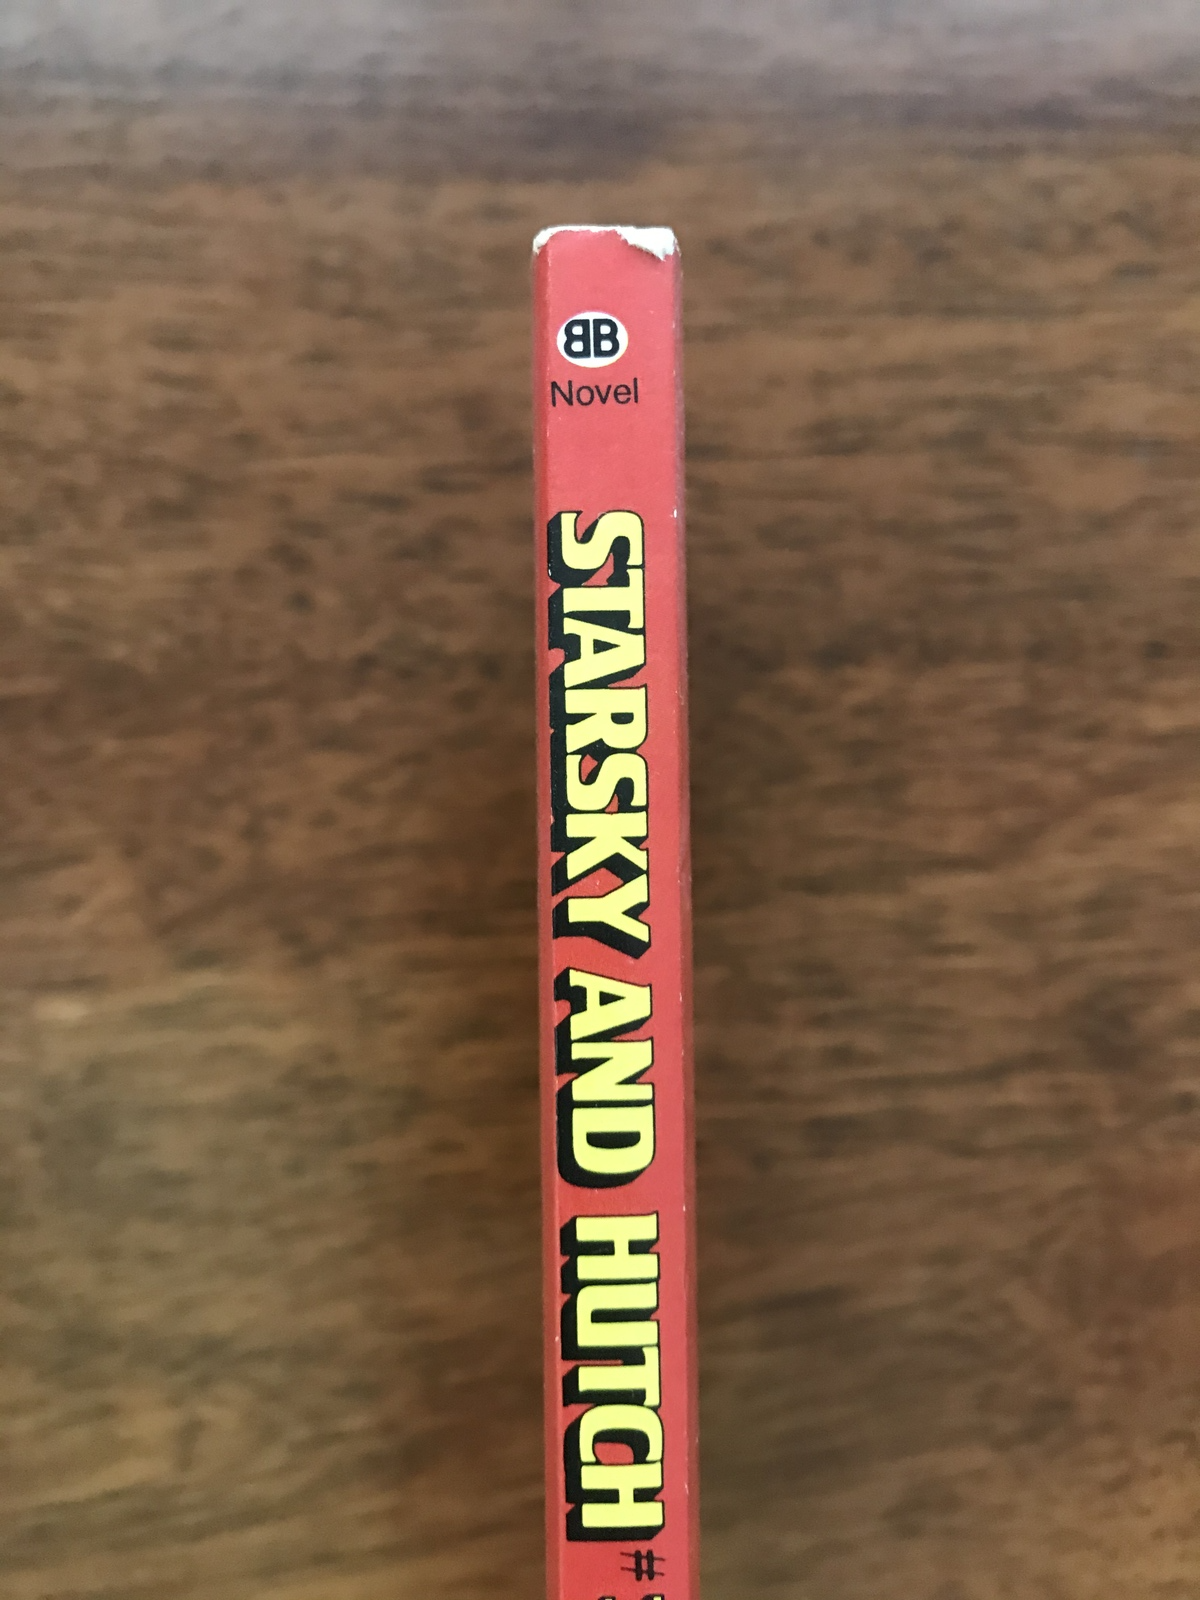 BB
Novel
STARSKY AND HUTCH
#